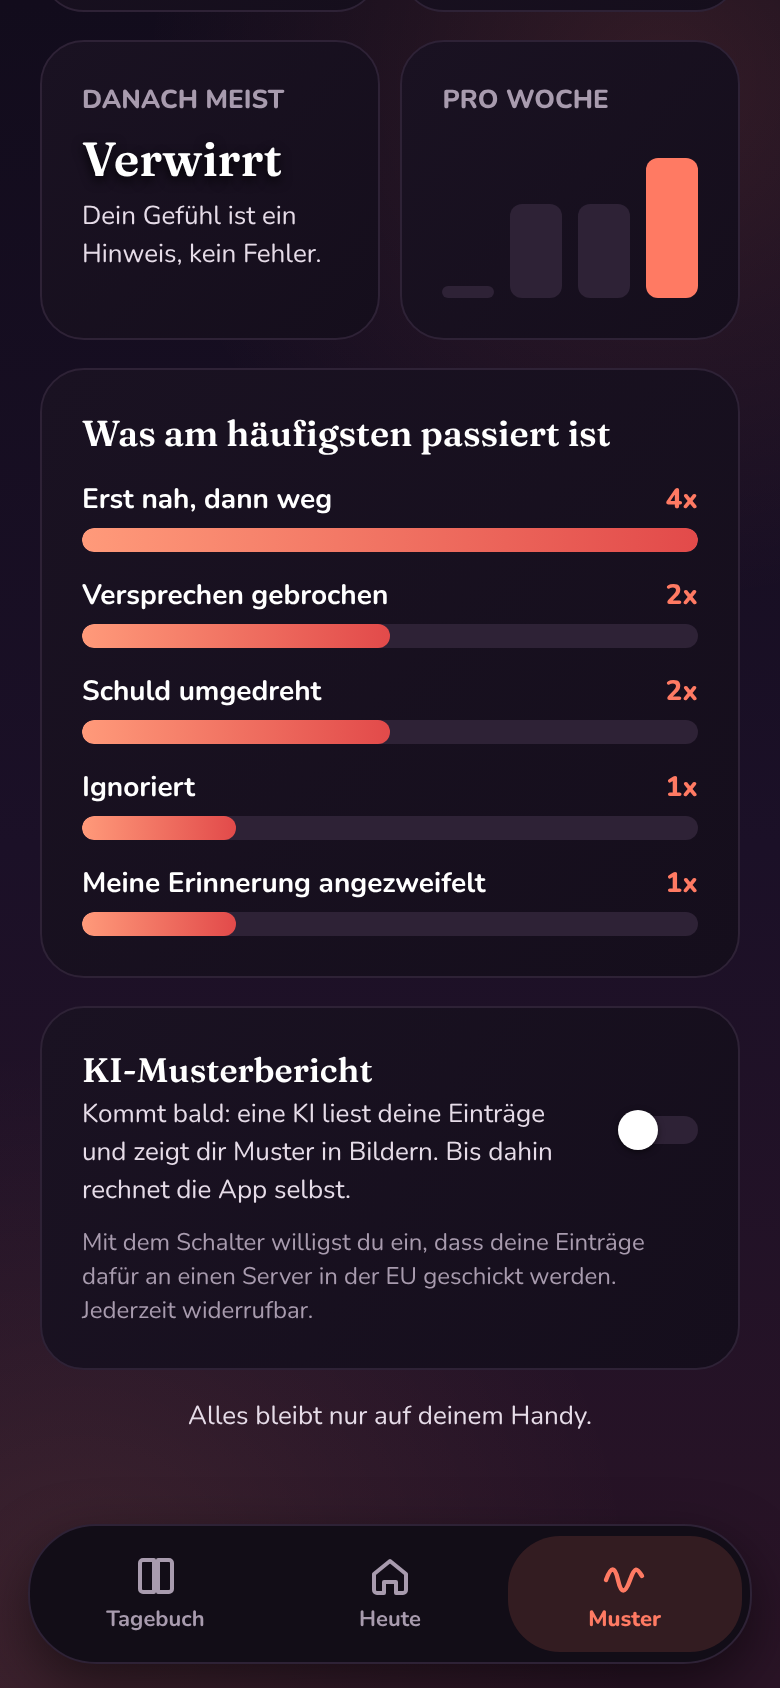 DANACH MEIST
Verwirrt
Dein Gefühl ist ein
Hinweis, kein Fehler.
PRO WOCHE
Was am häufigsten passiert ist
Erst nah, dann weg 4x
Versprechen gebrochen 2x
Schuld umgedreht 2x
Ignoriert 1x
Meine Erinnerung angezweifelt 1x
KI-Musterbericht
Kommt bald: eine KI liest deine Einträge
und zeigt dir Muster in Bildern. Bis dahin
rechnet die App selbst.
Mit dem Schalter willigst du ein, dass deine Einträge
dafür an einen Server in der EU geschickt werden.
Jederzeit widerrufbar.
Alles bleibt nur auf deinem Handy.
Tagebuch
Heute
Muster